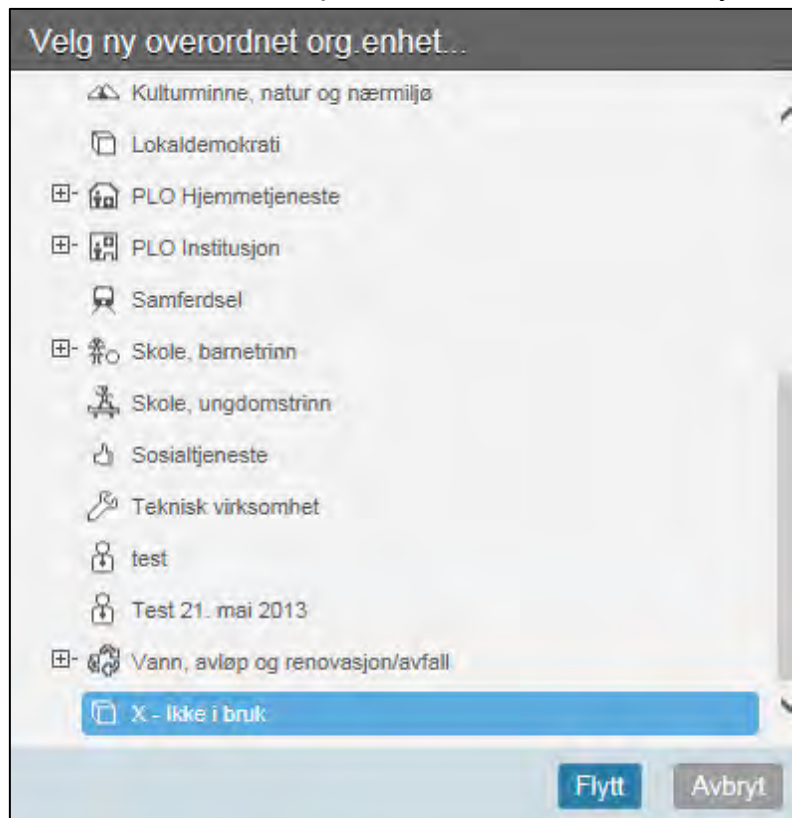 Velg ny overordnet org.enhet...
Kulturminne, natur og nærmiljø
Lokaldemokrati
PLO Hjemmetjeneste
PLO Institusjon
Samferdsel
Skole, barnetrinn
Skole, ungdomstrinn
Sosialtjeneste
Teknisk virksomhet
test
Test 21. mai 2013
Vann, avløp og renovasjon/avfall
X - Ikke i bruk
Flytt Avbryt